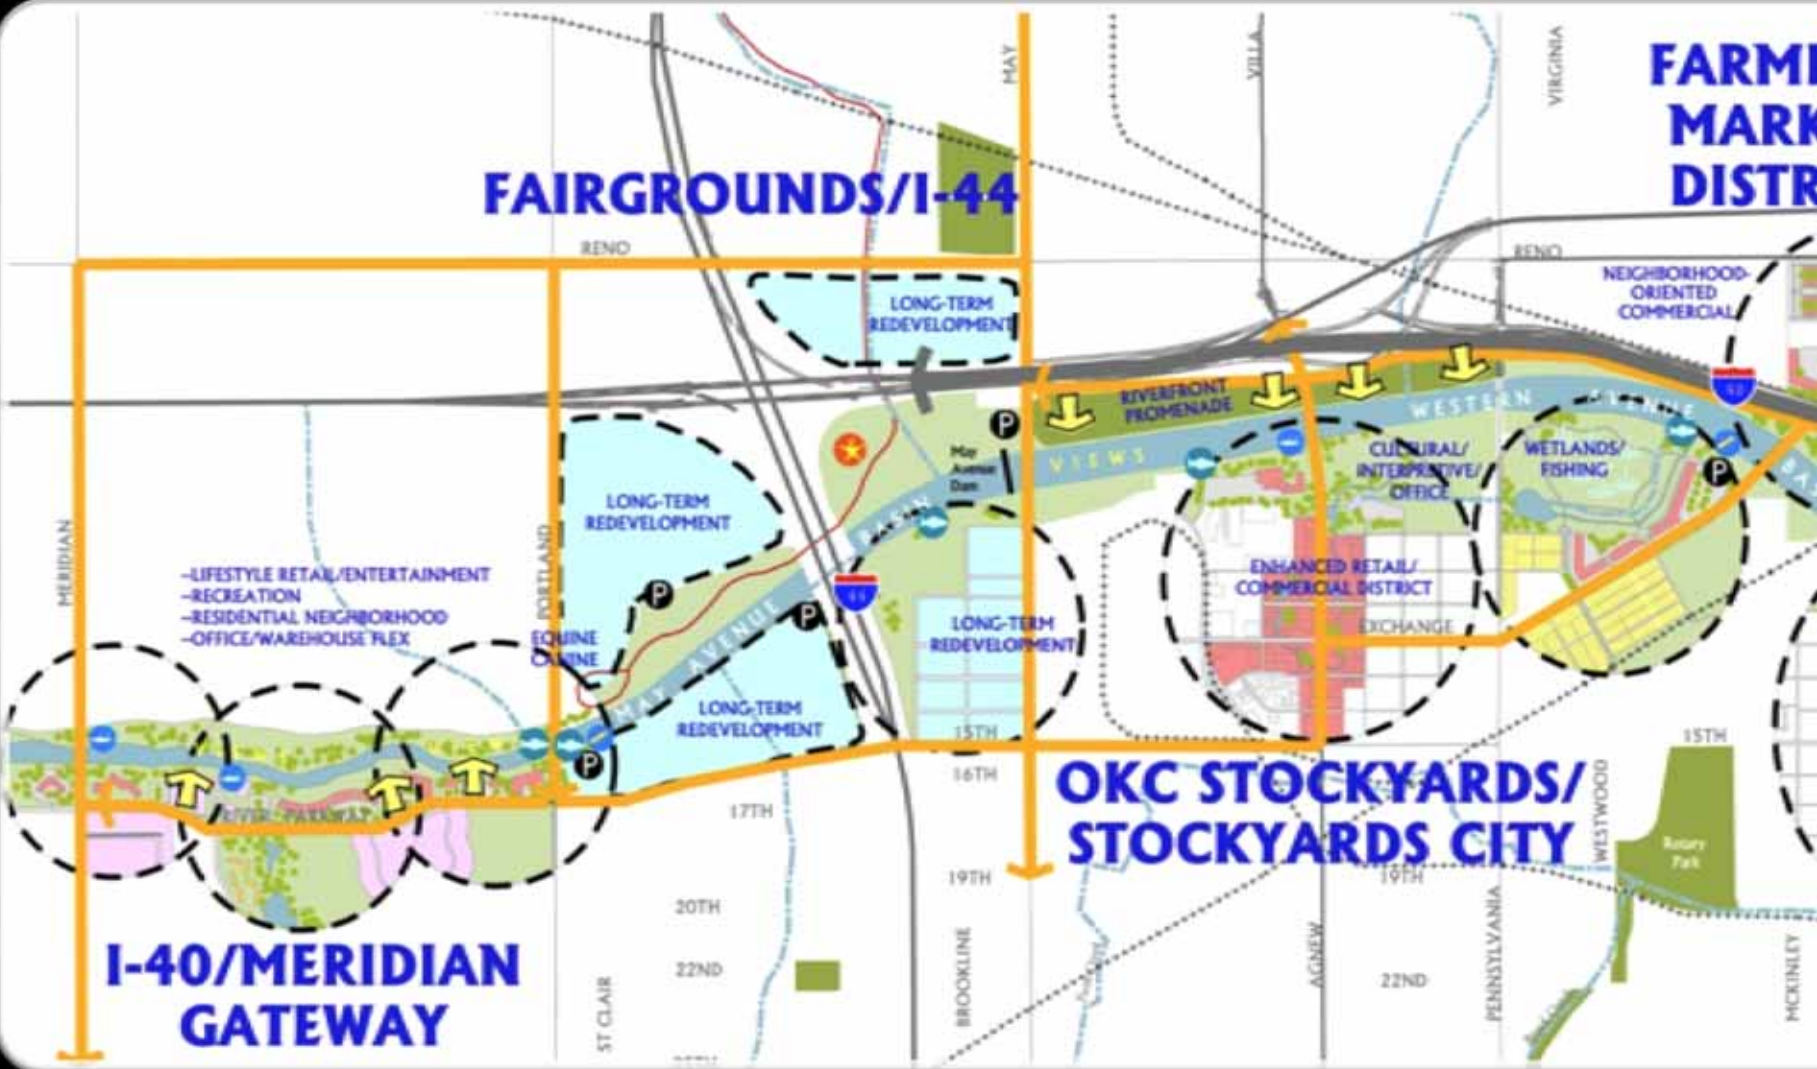 MAY
VILLA
VIRGINIA
FARM
MARK
DISTR
FAIRGROUNDS/I-44
RENO
RENO
NEIGHBORHOOD-
ORIENTED
COMMERCIAL
LONG-TERM
REDEVELOPMENT
RIVERFRONT
PROMENADE
WESTERN AVENUE
VIEWS
P
May
Avenue
Dam
CULTURAL/
INTERPRETIVE/
OFFICE
WETLANDS/
FISHING
P
BA
LONG-TERM
REDEVELOPMENT
BASIN
MERIDIAN
PORTLAND
-LIFESTYLE RETAIL/ENTERTAINMENT
-RECREATION
-RESIDENTIAL NEIGHBORHOOD
-OFFICE/WAREHOUSE FLEX
EQUINE
CANINE
P
P
44
MAY AVENUE
ENHANCED RETAIL/
COMMERCIAL DISTRICT
EXCHANGE
LONG-TERM
REDEVELOPMENT
LONG-TERM
REDEVELOPMENT
15TH
15TH
P
16TH
OKC STOCKYARDS/
STOCKYARDS CITY
RIVER PARKWAY
17TH
WESTWOOD
Rotary
Park
19TH
19TH
20TH
I-40/MERIDIAN
GATEWAY
22ND
22ND
ST CLAIR
BROOKLINE
AGNEW
PENNSYLVANIA
MCKINLEY